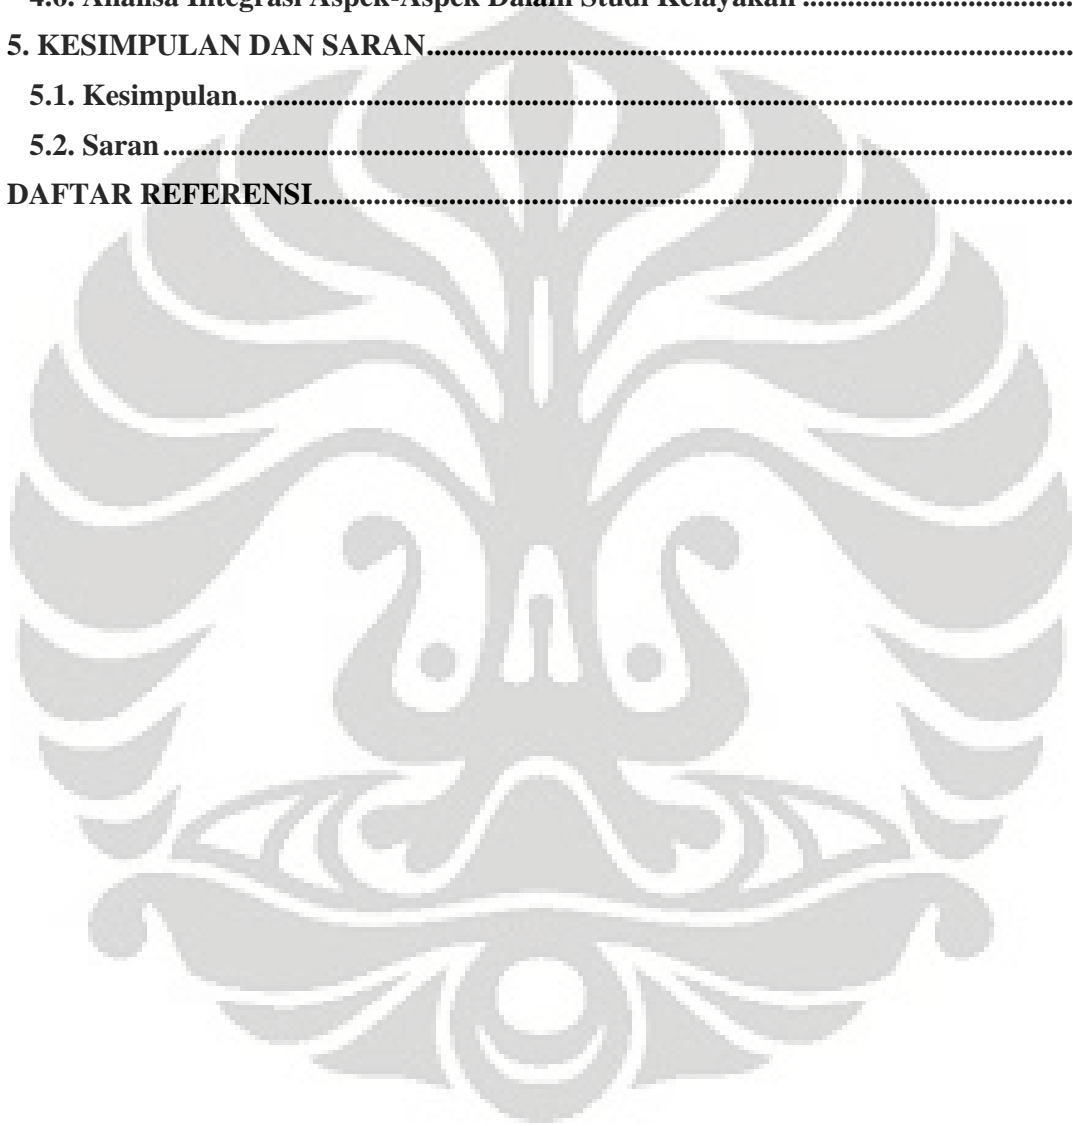 4.6. Analisa Integrasi Aspek-Aspek Dalam Studi Kelayakan ....................................
5. KESIMPULAN DAN SARAN....................................................................................
5.1. Kesimpulan.............................................................................................................
5.2. Saran .......................................................................................................................
DAFTAR REFERENSI...................................................................................................